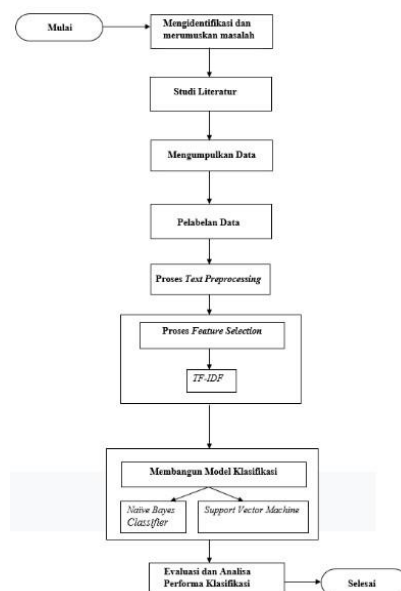 Mulai
Mengidentifikasi dan
merumuskan masalah
Studi Literatur
Mengumpulkan Data
Pelabelan Data
Proses Text Preprocessing
Proses Feature Selection
TF-IDF
Membangun Model Klasifikasi
Naïve Bayes
Classifier
Support Vector Machine
Evaluasi dan Analisa
Performa Klasifikasi
Selesai